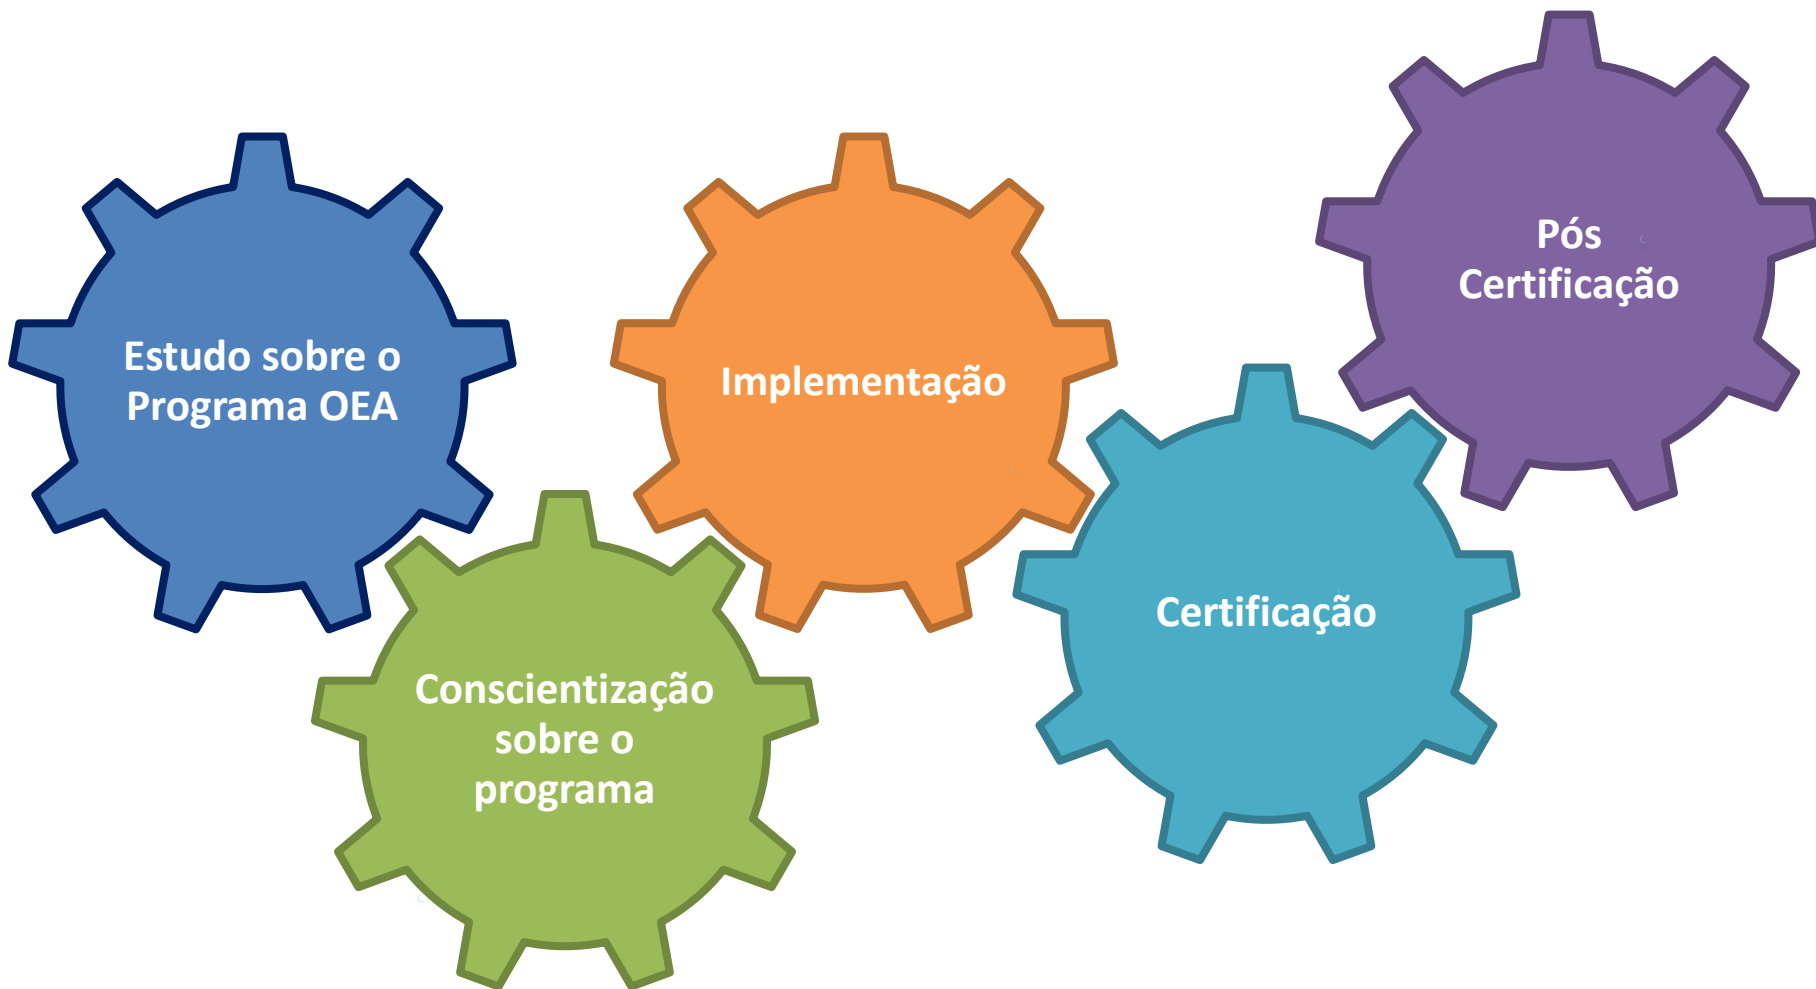 Estudo sobre o
Programa OEA
Conscientização
sobre o
programa
Implementação
Certificação
Pós
Certificação